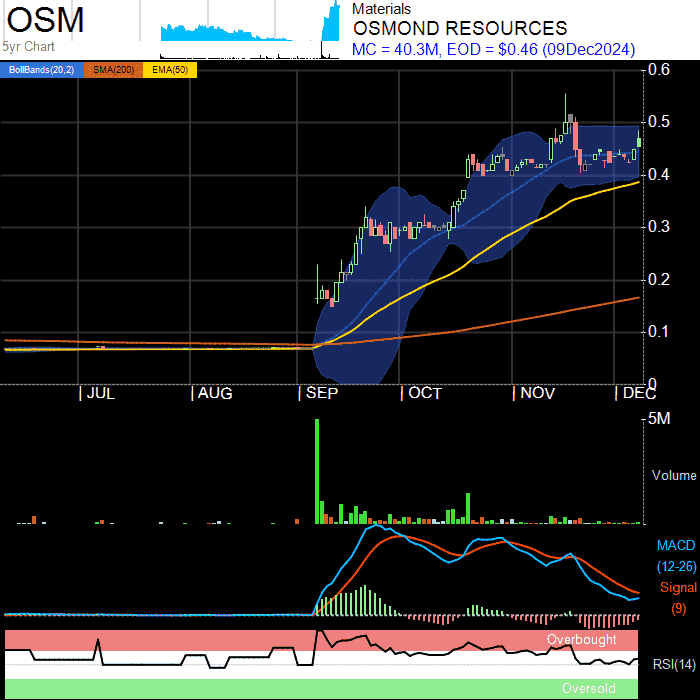 OSM
5yr Chart
Materials
OSMOND RESOURCES
MC = 40.3M, EOD = $0.46 (09Dec2024)
BollBands(20,2) SMA(200) EMA(50)
0.6
0.5
0.4
0.3
0.2
0.1
0
JUL AUG SEP OCT NOV DEC
5M
Volume
MACD
(12-26)
Signal
(9)
Overbought
RSI(14)
Oversold